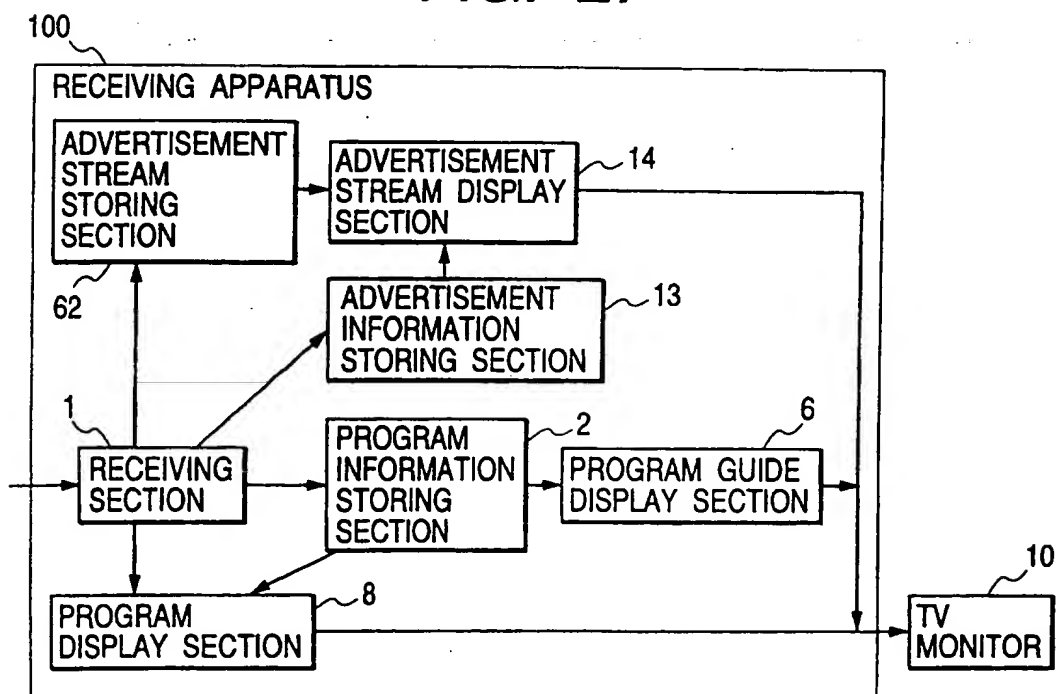 100
RECEIVING APPARATUS
ADVERTISEMENT
STREAM
STORING
SECTION
62
ADVERTISEMENT
STREAM DISPLAY
SECTION
14
ADVERTISEMENT
INFORMATION
STORING SECTION
13
1
RECEIVING
SECTION
PROGRAM
INFORMATION
STORING
SECTION
2
PROGRAM GUIDE
DISPLAY SECTION
6
PROGRAM
DISPLAY SECTION
8
TV
MONITOR
10